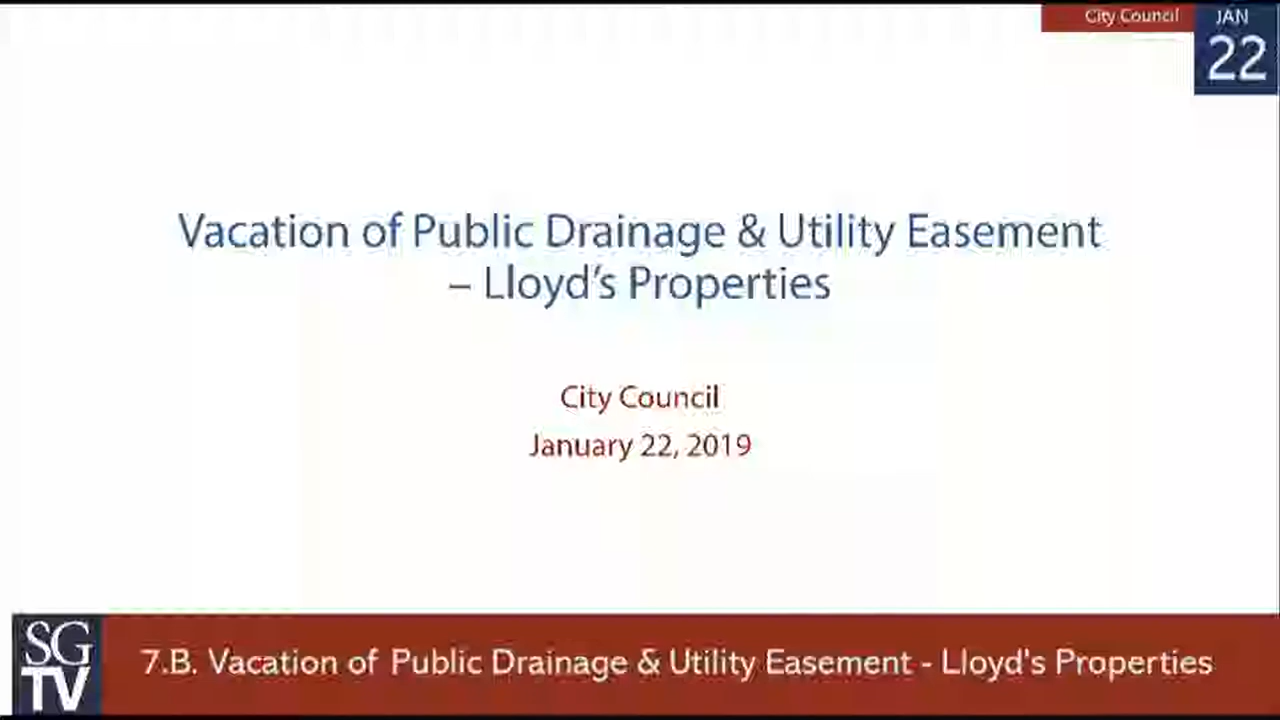 City Council
JAN
22
Vacation of Public Drainage & Utility Easement
– Lloyd’s Properties
City Council
January 22, 2019
SG
TV
7.B. Vacation of Public Drainage & Utility Easement - Lloyd's Properties